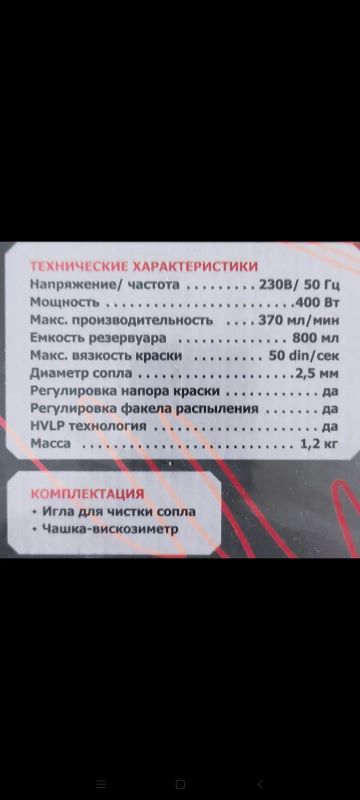 ТЕХНИЧЕСКИЕ ХАРАКТЕРИСТИКИ
Напряжение/ частота ......... 230В/ 50 Гц
Мощность ........................400 Вт
Макс. производительность .... 370 мл/мин
Емкость резервуара ............. 800 мл
Макс. вязкость краски ........ 50 din/сек
Диаметр сопла .................... 2,5 мм
Регулировка напора краски ............ да
Регулировка факела распыления ....... да
HVLP технология ....................... да
Масса ............................ 1,2 кг
КОМПЛЕКТАЦИЯ
• Игла для чистки сопла
• Чашка-вискозиметр